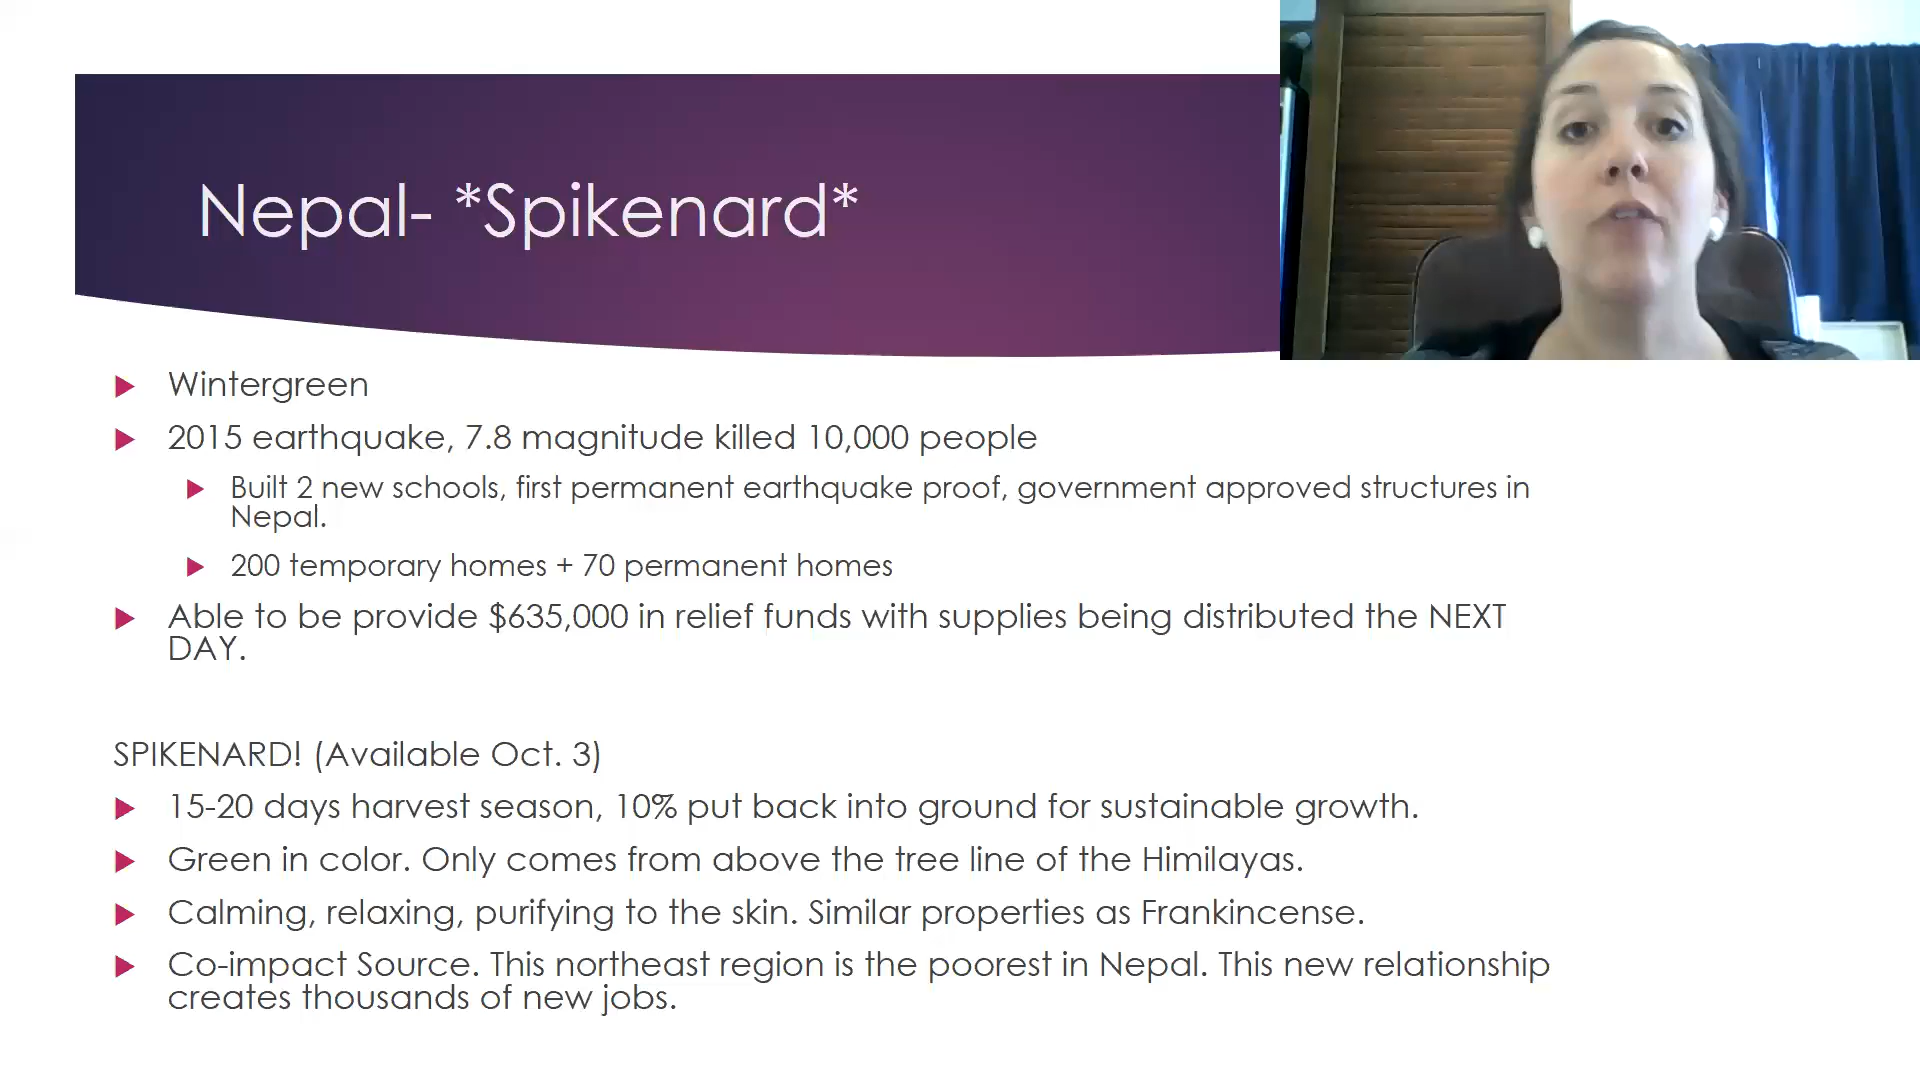 Nepal- *Spikenard*
Wintergreen
2015 earthquake, 7.8 magnitude killed 10,000 people
Built 2 new schools, first permanent earthquake proof, government approved structures in
Nepal.
200 temporary homes + 70 permanent homes
Able to be provide $635,000 in relief funds with supplies being distributed the NEXT
DAY.
SPIKENARD! (Available Oct. 3)
15-20 days harvest season, 10% put back into ground for sustainable growth.
Green in color. Only comes from above the tree line of the Himilayas.
Calming, relaxing, purifying to the skin. Similar properties as Frankincense.
Co-impact Source. This northeast region is the poorest in Nepal. This new relationship
creates thousands of new jobs.